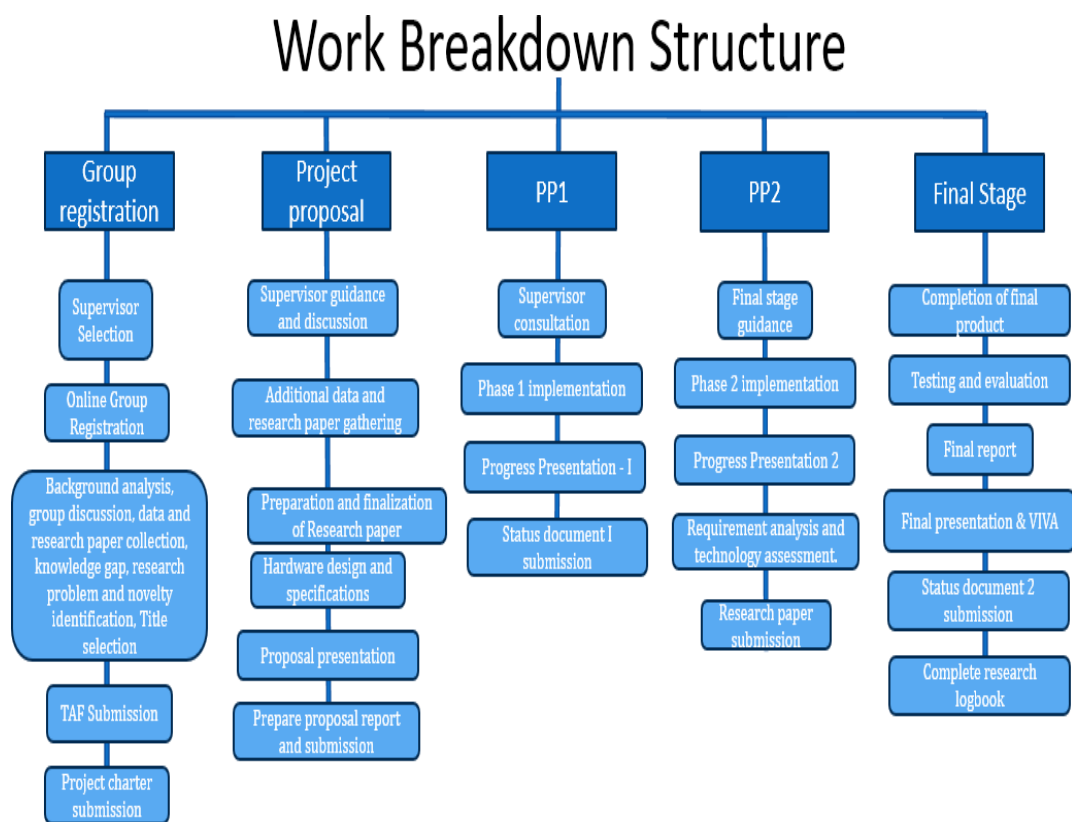 Work Breakdown Structure
Group
registration
Supervisor
Selection
Online Group
Registration
Background analysis,
group discussion, data and
research paper collection,
knowledge gap, research
problem and novelty
identification, Title
selection
TAF Submission
Project charter
submission
Project
proposal
Supervisor guidance
and discussion
Additional data and
research paper gathering
Preparation and finalization
of Research paper
Hardware design and
specifications
Proposal presentation
Prepare proposal report
and submission
PP1
Supervisor
consultation
Phase 1 implementation
Progress Presentation - I
Status document I
submission
PP2
Final stage
guidance
Phase 2 implementation
Progress Presentation 2
Requirement analysis and
technology assessment.
Research paper
submission
Final Stage
Completion of final
product
Testing and evaluation
Final report
Final presentation & VIVA
Status document 2
submission
Complete research
logbook